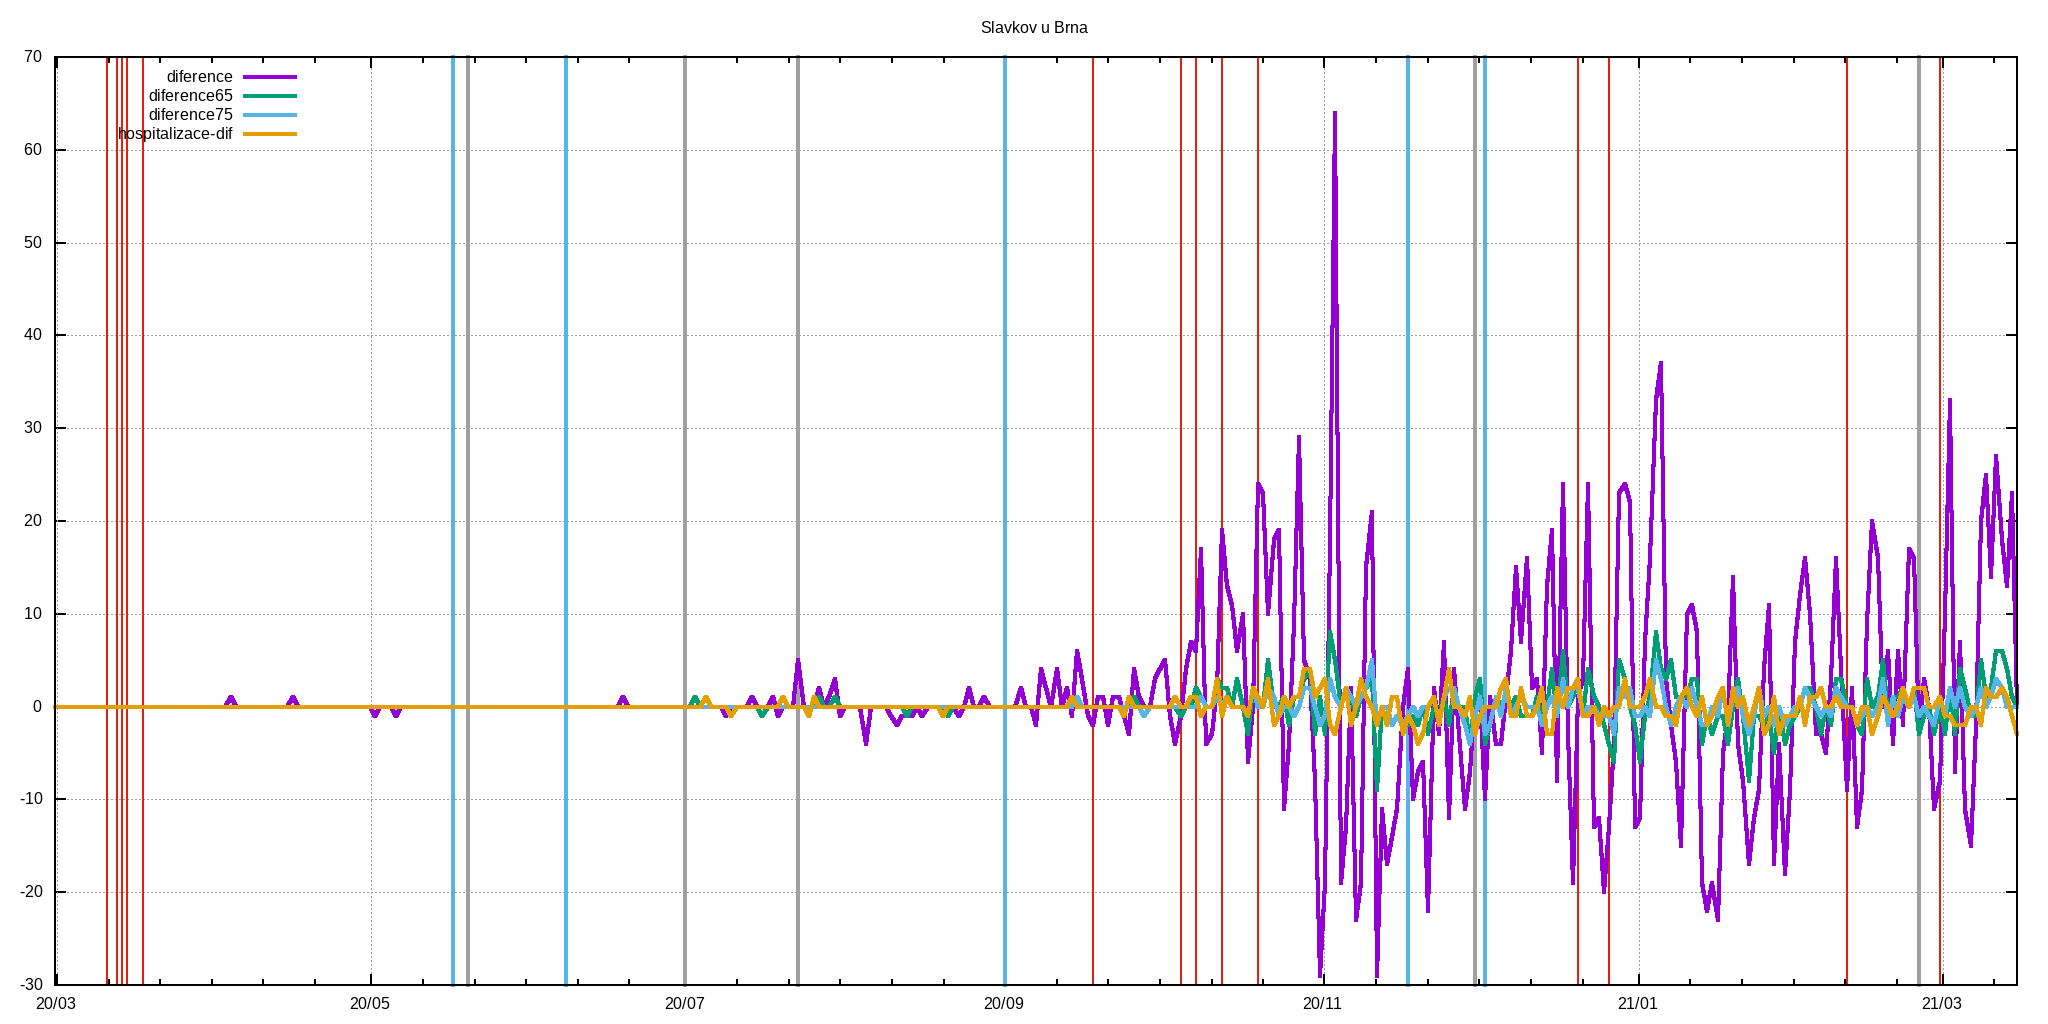 Slavkov u Brna
70
60
50
40
30
20
10
0
-10
-20
-30
diference
diference65
diference75
hospitalizace-dif
20/03 20/05 20/07 20/09 20/11 21/01 21/03